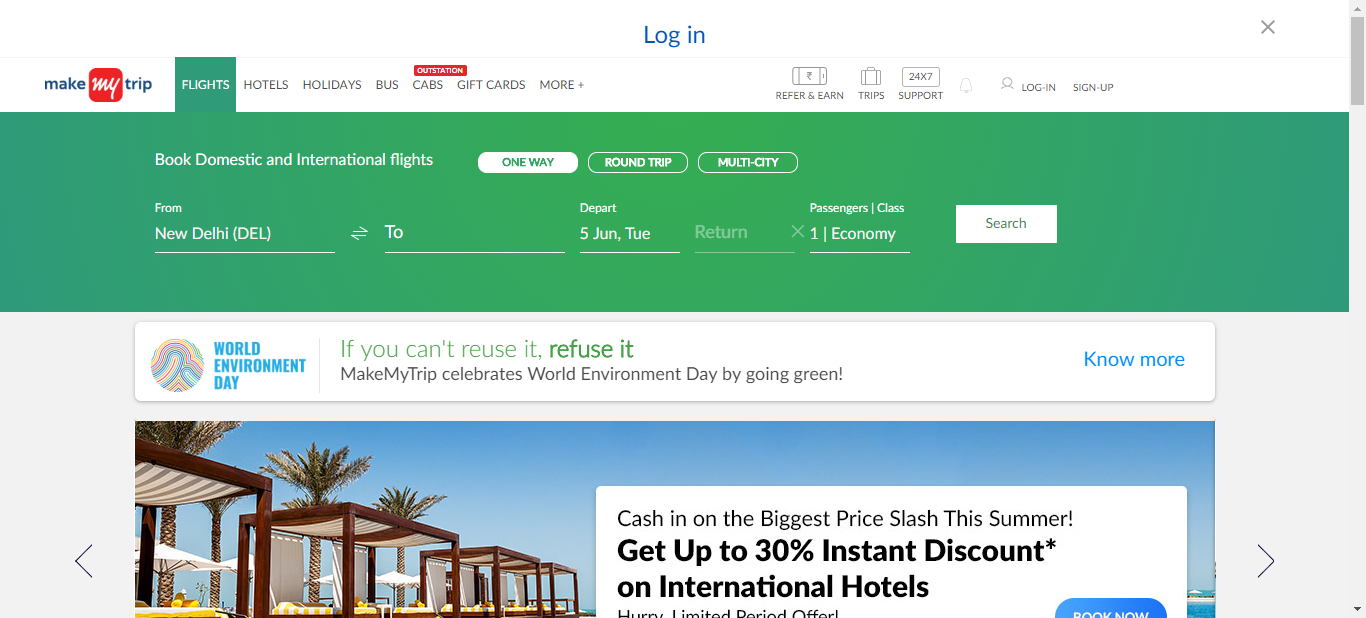 Log in
make my trip
FLIGHTS HOTELS HOLIDAYS BUS CABS GIFT CARDS MORE +
OUTSTATION
₹ 24X7
REFER & EARN TRIPS SUPPORT LOG-IN SIGN-UP
Book Domestic and International flights ONE WAY ROUND TRIP MULTI-CITY
From Depart Passengers | Class
New Delhi (DEL) To 5 Jun, Tue Return 1 | Economy Search
WORLD
ENVIRONMENT
DAY
If you can't reuse it, refuse it
MakeMyTrip celebrates World Environment Day by going green!
Know more
Cash in on the Biggest Price Slash This Summer!
Get Up to 30% Instant Discount*
on International Hotels
Hurry, Limited Period Offer!
BOOK NOW